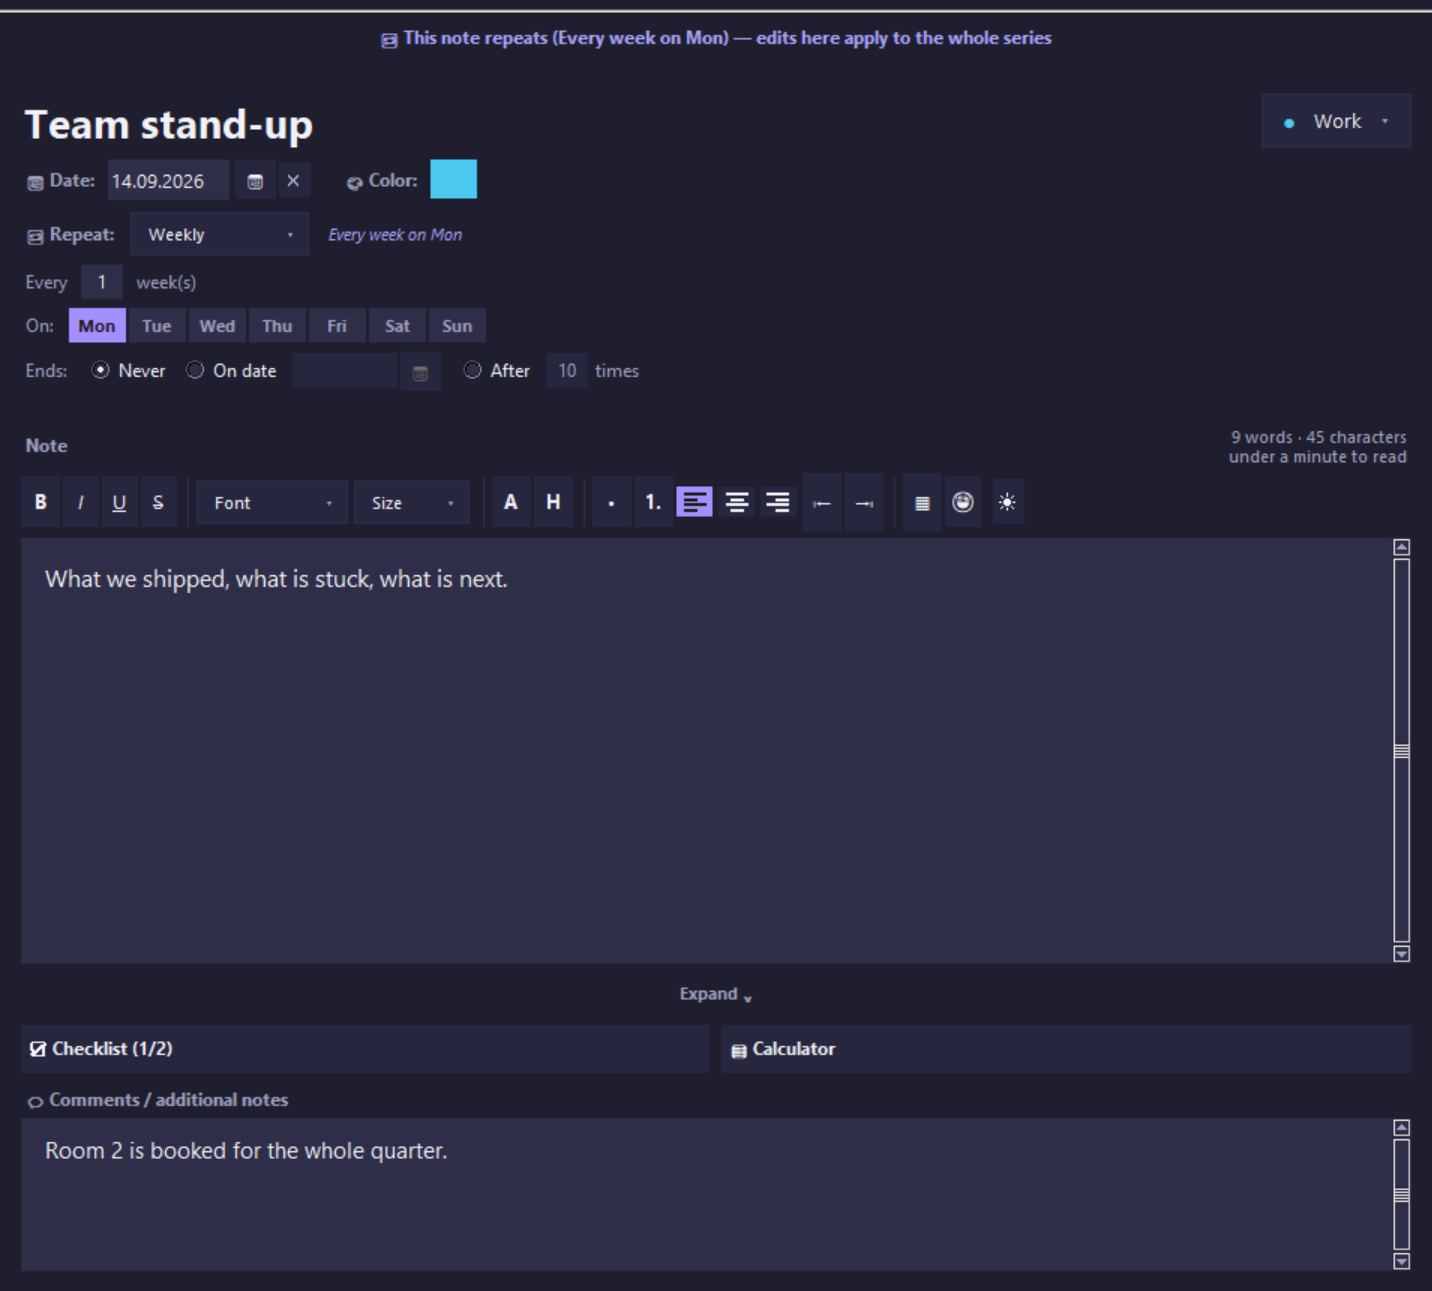 This note repeats (Every week on Mon) — edits here apply to the whole series
Team stand-up
Work
Date: 14.09.2026 × Color:
Repeat: Weekly Every week on Mon
Every 1 week(s)
On: Mon Tue Wed Thu Fri Sat Sun
Ends: Never On date After 10 times
Note
9 words · 45 characters
under a minute to read
B I U S Font Size A H • 1.
What we shipped, what is stuck, what is next.
Expand
Checklist (1/2)
Calculator
Comments / additional notes
Room 2 is booked for the whole quarter.